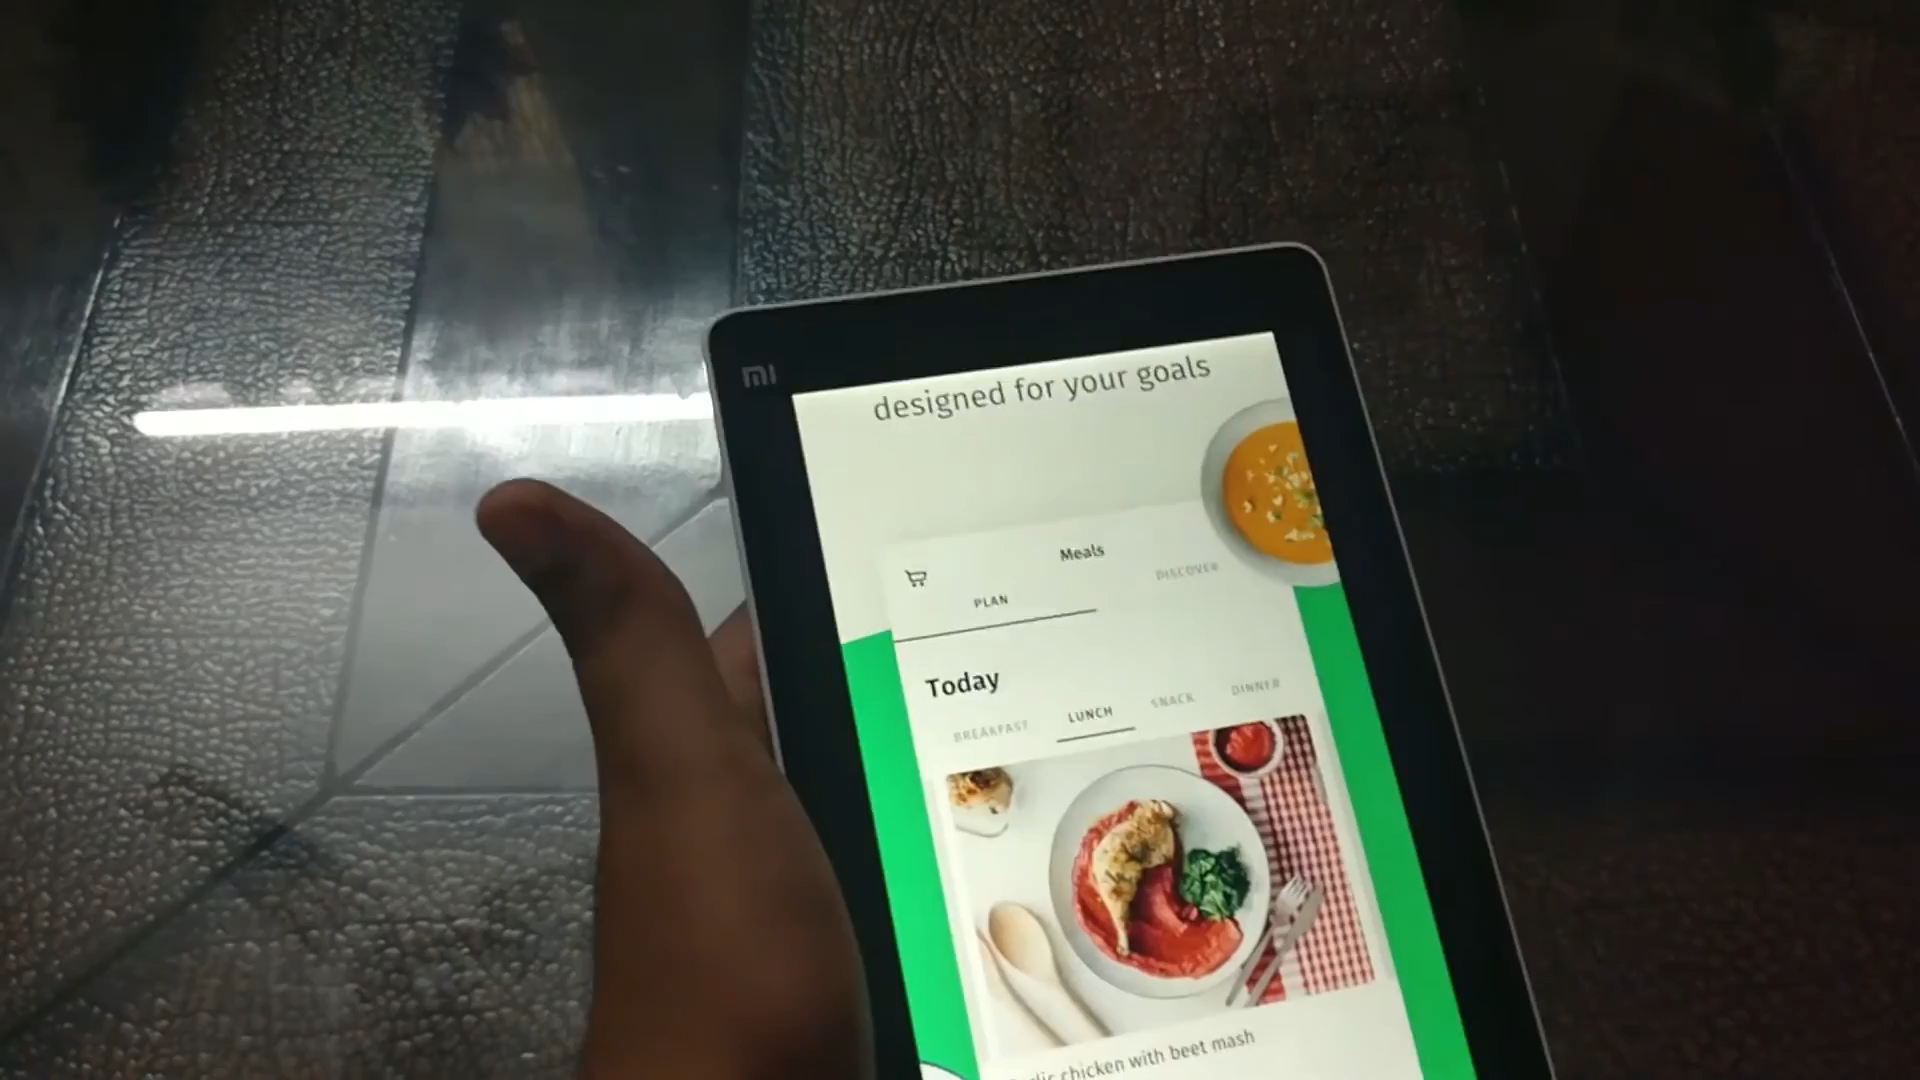 mi
designed for your goals
Meals
PLAN
DISCOVER
Today
BREAKFAST
LUNCH
SNACK
DINNER
chicken with beet mash